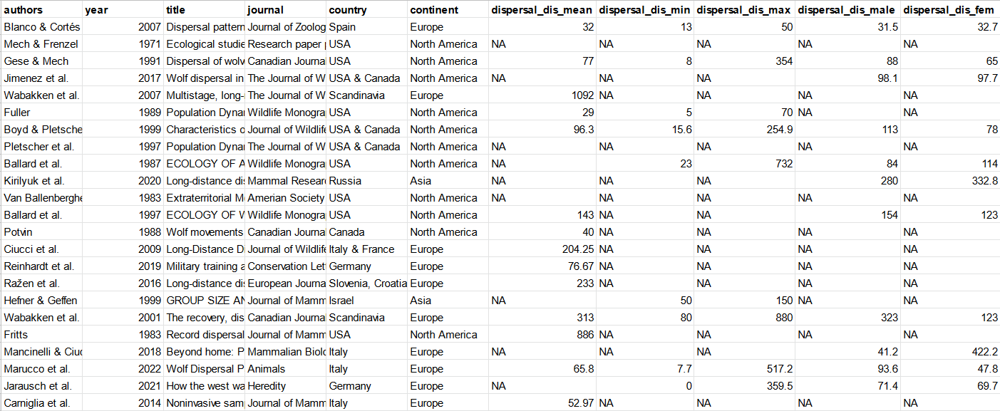 authors year title journal country continent dispersal_dis_mean dispersal_dis_min dispersal_dis_max dispersal_dis_male dispersal_dis_fem
Blanco & Cortés 2007 Dispersal pattern Journal of Zoolog Spain Europe 32 13 50 31.5 32.7
Mech & Frenzel 1971 Ecological studie Research paper USA North America NA NA NA NA NA
Gese & Mech 1991 Dispersal of wolv Canadian Journa USA North America 77 8 354 88 65
Jimenez et al. 2017 Wolf dispersal in The Journal of W USA & Canada North America NA NA NA 98.1 97.7
Wabakken et al. 2007 Multistage, long- The Journal of W Scandinavia Europe 1092 NA NA NA NA
Fuller 1989 Population Dynar Wildlife Monogra USA North America 29 5 70 NA NA
Boyd & Pletsche 1999 Characteristics o Journal of Wildlife USA & Canada North America 96.3 15.6 254.9 113 78
Pletscher et al. 1997 Population Dynar The Journal of W USA & Canada North America NA NA NA NA NA
Ballard et al. 1987 ECOLOGY OF A Wildlife Monogra USA North America NA 23 732 84 114
Kirilyuk et al. 2020 Long-distance dis Mammal Resear Russia Asia NA NA NA 280 332.8
Van Ballenberghe 1983 Extraterritorial M Amerian Society USA North America NA NA NA NA NA
Ballard et al. 1997 ECOLOGY OF W Wildlife Monogra USA North America 143 NA NA 154 123
Potvin 1988 Wolf movements Canadian Journal Canada North America 40 NA NA NA NA
Ciucci et al. 2009 Long-Distance D Journal of Wildlife Italy & France Europe 204.25 NA NA NA NA
Reinhardt et al. 2019 Military training a Conservation Let Germany Europe 76.67 NA NA NA NA
Ražen et al. 2016 Long-distance dis European Journa Slovenia, Croatia Europe 233 NA NA NA NA
Hefner & Geffen 1999 GROUP SIZE AN Journal of Mamm Israel Asia NA 50 150 NA NA
Wabakken et al. 2001 The recovery, dis Canadian Journa Scandinavia Europe 313 80 880 323 123
Fritts 1983 Record dispersal Journal of Mamm USA North America 886 NA NA NA NA
Mancinelli & Ciuc 2018 Beyond home: P Mammalian Biolo Italy Europe NA NA NA 41.2 422.2
Marucco et al. 2022 Wolf Dispersal P Animals Italy Europe 65.8 7.7 517.2 93.6 47.8
Jarausch et al. 2021 How the west wa Heredity Germany Europe NA 0 359.5 71.4 69.7
Carniglia et al. 2014 Noninvasive sam Journal of Mamm Italy Europe 52.97 NA NA NA NA